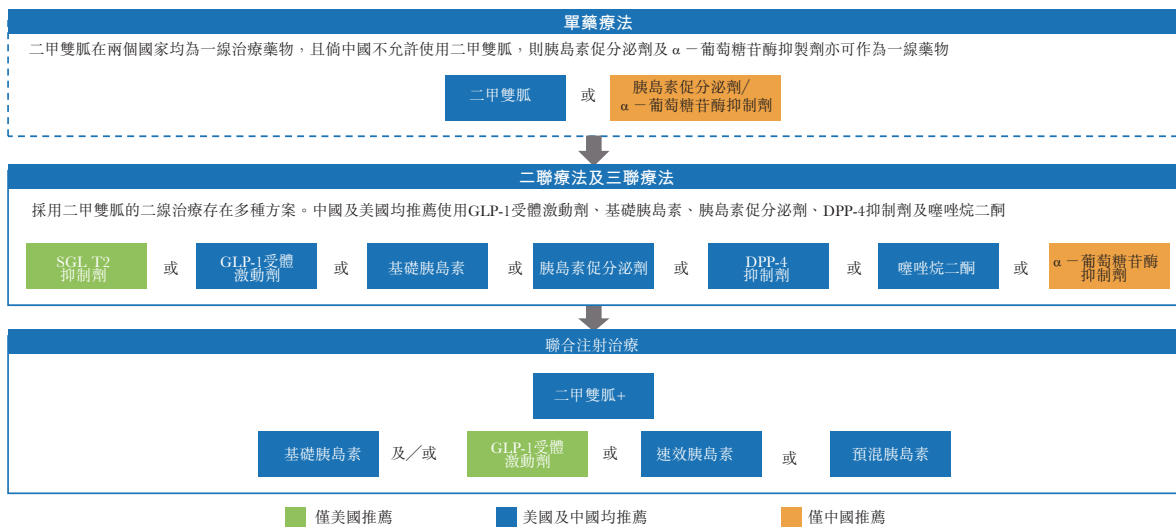 單藥療法
二甲雙胍在兩個國家均為一線治療藥物，且倘中國不允許使用二甲雙胍，則胰島素促分泌劑及 α－葡萄糖苷酶抑製劑亦可作為一線藥物
二甲雙胍 或 胰島素促分泌劑/
α－葡萄糖苷酶抑制劑
二聯療法及三聯療法
採用二甲雙胍的二線治療存在多種方案。中國及美國均推薦使用GLP-1受體激動劑、基礎胰島素、胰島素促分泌劑、DPP-4抑制劑及噻唑烷二酮
SGL T2
抑制劑
或
GLP-1受體
激動劑
或
基礎胰島素
或
胰島素促分泌劑
或
DPP-4
抑制劑
或
噻唑烷二酮
或
α－葡萄糖苷酶
抑制劑
聯合注射治療
二甲雙胍+
基礎胰島素
及／或
GLP-1受體
激動劑
或
速效胰島素
或
預混胰島素
僅美國推薦
美國及中國均推薦
僅中國推薦